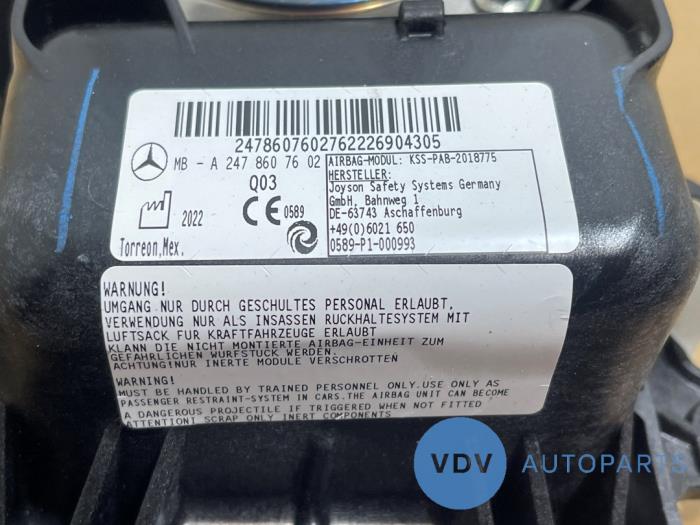 2478607602762226904305
MB - A 247 860 76 02
Q03
2022
0589
Torreon,Mex.
AIRBAG-MODUL: KSS-PAB-2018775
HERSTELLER:
Joyson Safety Systems Germany
GmbH, Bahnweg 1
DE-63743 Aschaffenburg
+49(0)6021 650
0589-P1-000993
WARNUNG!
UMGANG NUR DURCH GESCHULTES PERSONAL ERLAUBT,
VERWENDUNG NUR ALS INSASSEN RUCKHALTESYSTEM MIT
LUFTSACK FUR KRAFTFAHRZEUGE ERLAUBT
KLANN DIE NICHT MONTIERTE AIRBAG-EINHEIT ZUM
GEFAHRLICHEN WURFSTUCK WERDEN.
ACHTUNG!NUR INERTE MODULE VERSCHROTTEN
WARNING!
MUST BE HANDLED BY TRAINED PERSONNEL ONLY.USE ONLY AS
PASSENGER RESTRAINT-SYSTEM IN CARS.THE AIRBAG UNIT CAN BECOME
A DANGEROUS PROJECTILE IF TRIGGERED WHEN NOT FITTED
ATTENTION! SCRAP ONLY INERT COMPONENTS
VDV AUTOPARTS